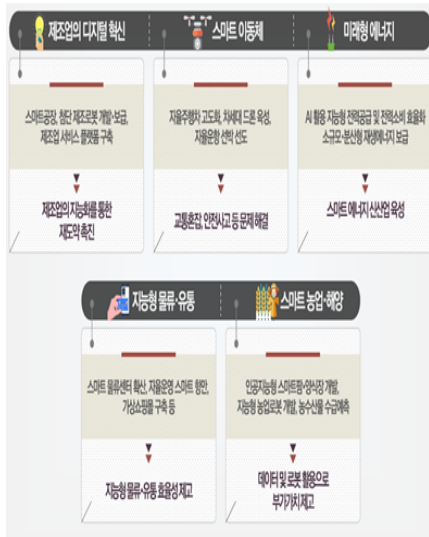 제조업의 디지털 혁신
스마트 이동체
미래형 에너지
스마트공장, 첨단 제조로봇 개발·보급,
제조업 서비스 플랫폼 구축
제조업의 지능화를 통한
재도약 촉진
자율주행차 고도화, 차세대 드론 육성,
자율운항 선박 선도
교통혼잡, 안전사고 등 문제 해결
AI 활용 지능형 전력공급 및 전력소비 효율화
소규모·분산형 재생에너지 보급
스마트 에너지 신산업 육성
지능형 물류·유통
스마트 농업·해양
스마트 물류센터 확산, 자율운영 스마트 항만,
가상쇼핑몰 구축 등
지능형 물류·유통 효율성 제고
인공지능형 스마트팜·양식장 개발,
지능형 농업로봇 개발, 농수산물 수급예측
데이터 및 로봇 활용으로
부가가치 제고